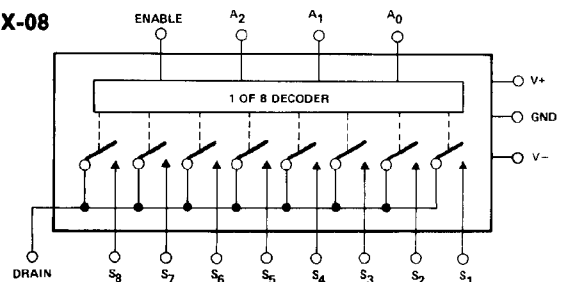 X-08
ENABLE A2 A1 A0
1 OF 8 DECODER
V+
GND
V−
DRAIN S8 S7 S6 S5 S4 S3 S2 S1